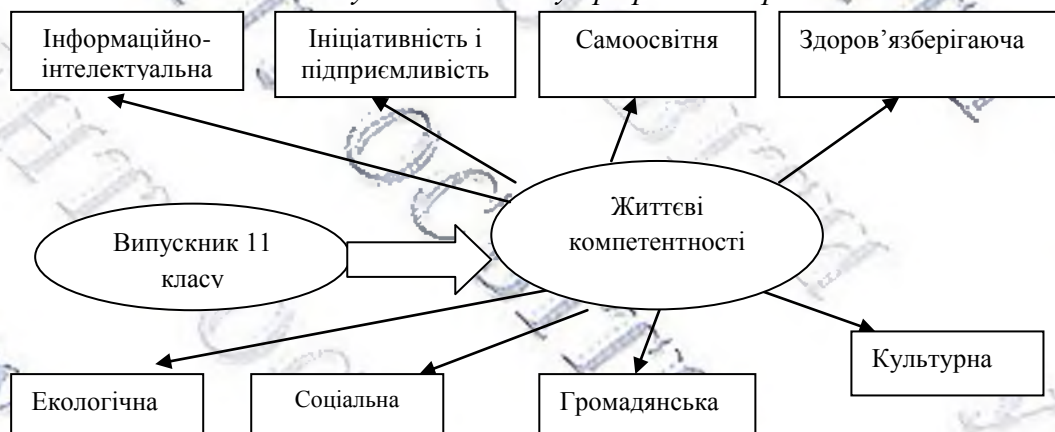 Інформаційно-
інтелектуальна
Ініціативність і
підприємливість
Самоосвітня
Здоров’язберігаюча
Життєві
компетентності
Випускник 11
класу
Культурна
Екологічна
Соціальна
Громадянська